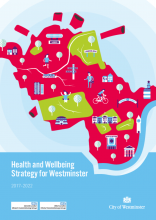 Health and Wellbeing
Strategy for Westminster
2017-2022
City of Westminster